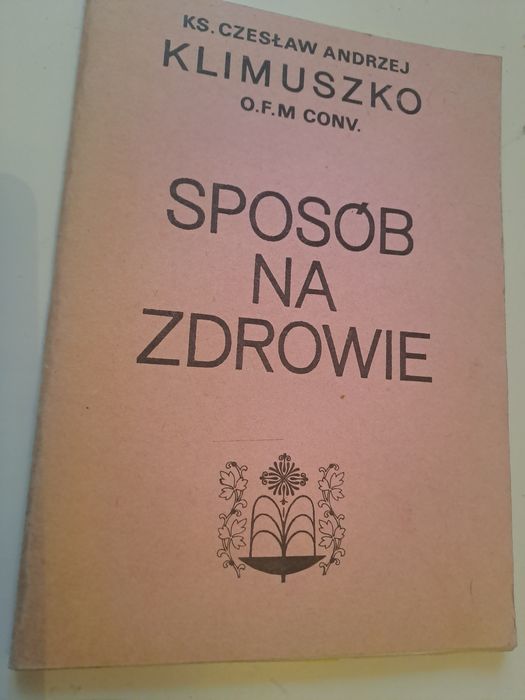 KS. CZESŁAW ANDRZEJ
KLIMUSZKO
O.F.M CONV.
SPOSÓB
NA
ZDROWIE